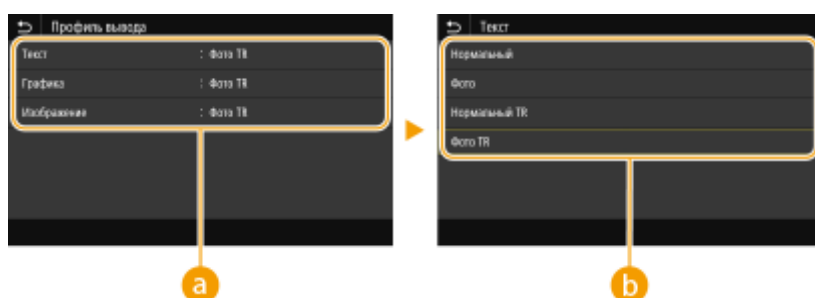 Профиль вывода
Текст : Фото TR
Графика : Фото TR
Изображение : Фото TR
a
Текст
Нормальный
Фото
Нормальный TR
Фото TR
b